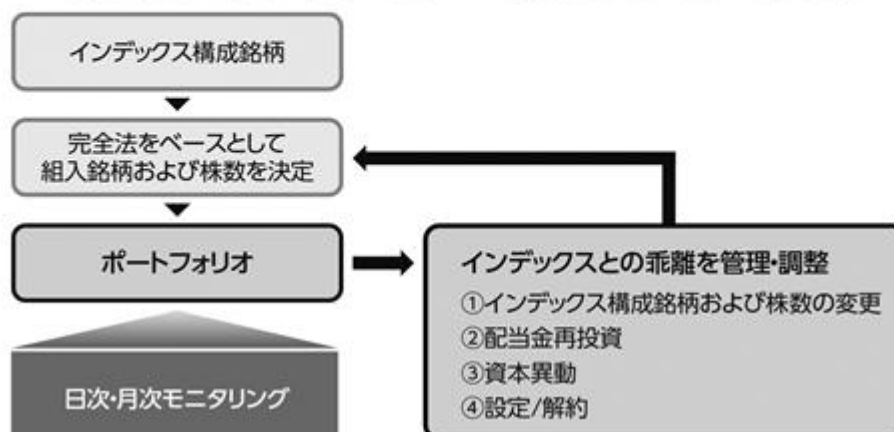 インデックス構成銘柄
完全法をベースとして
組入銘柄および株数を決定
ポートフォリオ
インデックスとの乖離を管理・調整
①インデックス構成銘柄および株数の変更
②配当金再投資
③資本異動
④設定/解約
日次・月次モニタリング